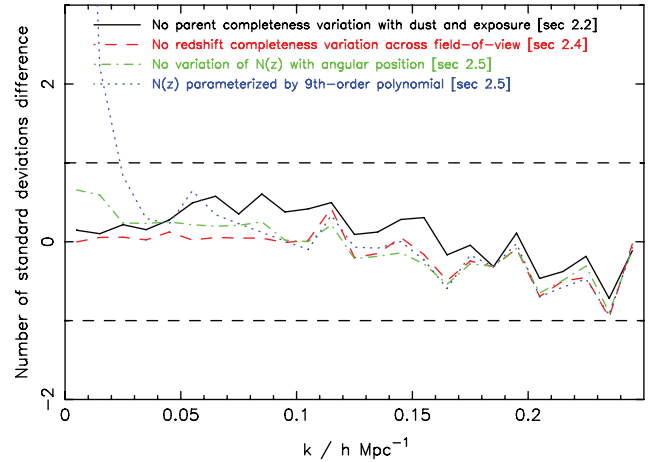 No parent completeness variation with dust and exposure [sec 2.2]
No redshift completeness variation across field-of-view [sec 2.4]
No variation of N(z) with angular position [sec 2.5]
N(z) parameterized by 9th-order polynomial [sec 2.5]
Number of standard deviations difference
2
0
−2
0
0.05
0.1
0.15
0.2
k / h Mpc⁻¹